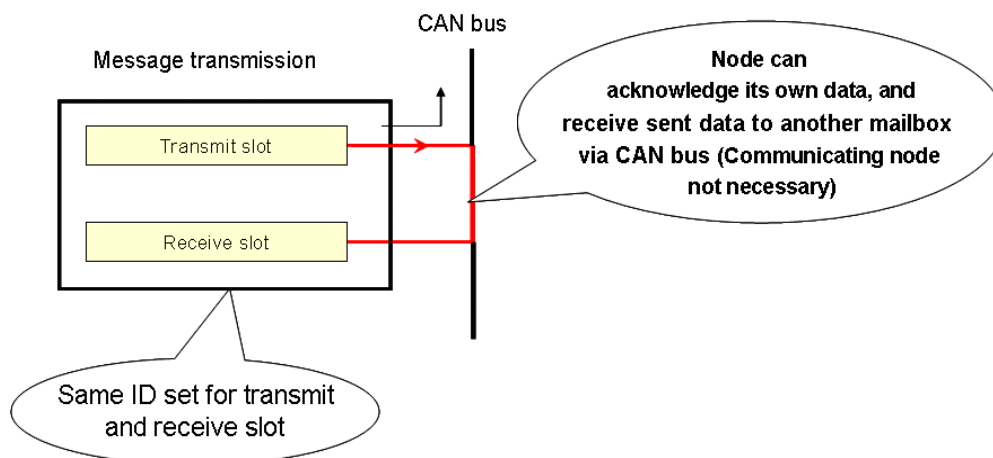 CAN bus
Message transmission
Node can
acknowledge its own data, and
receive sent data to another mailbox
via CAN bus (Communicating node
not necessary)
Transmit slot
Receive slot
Same ID set for transmit
and receive slot